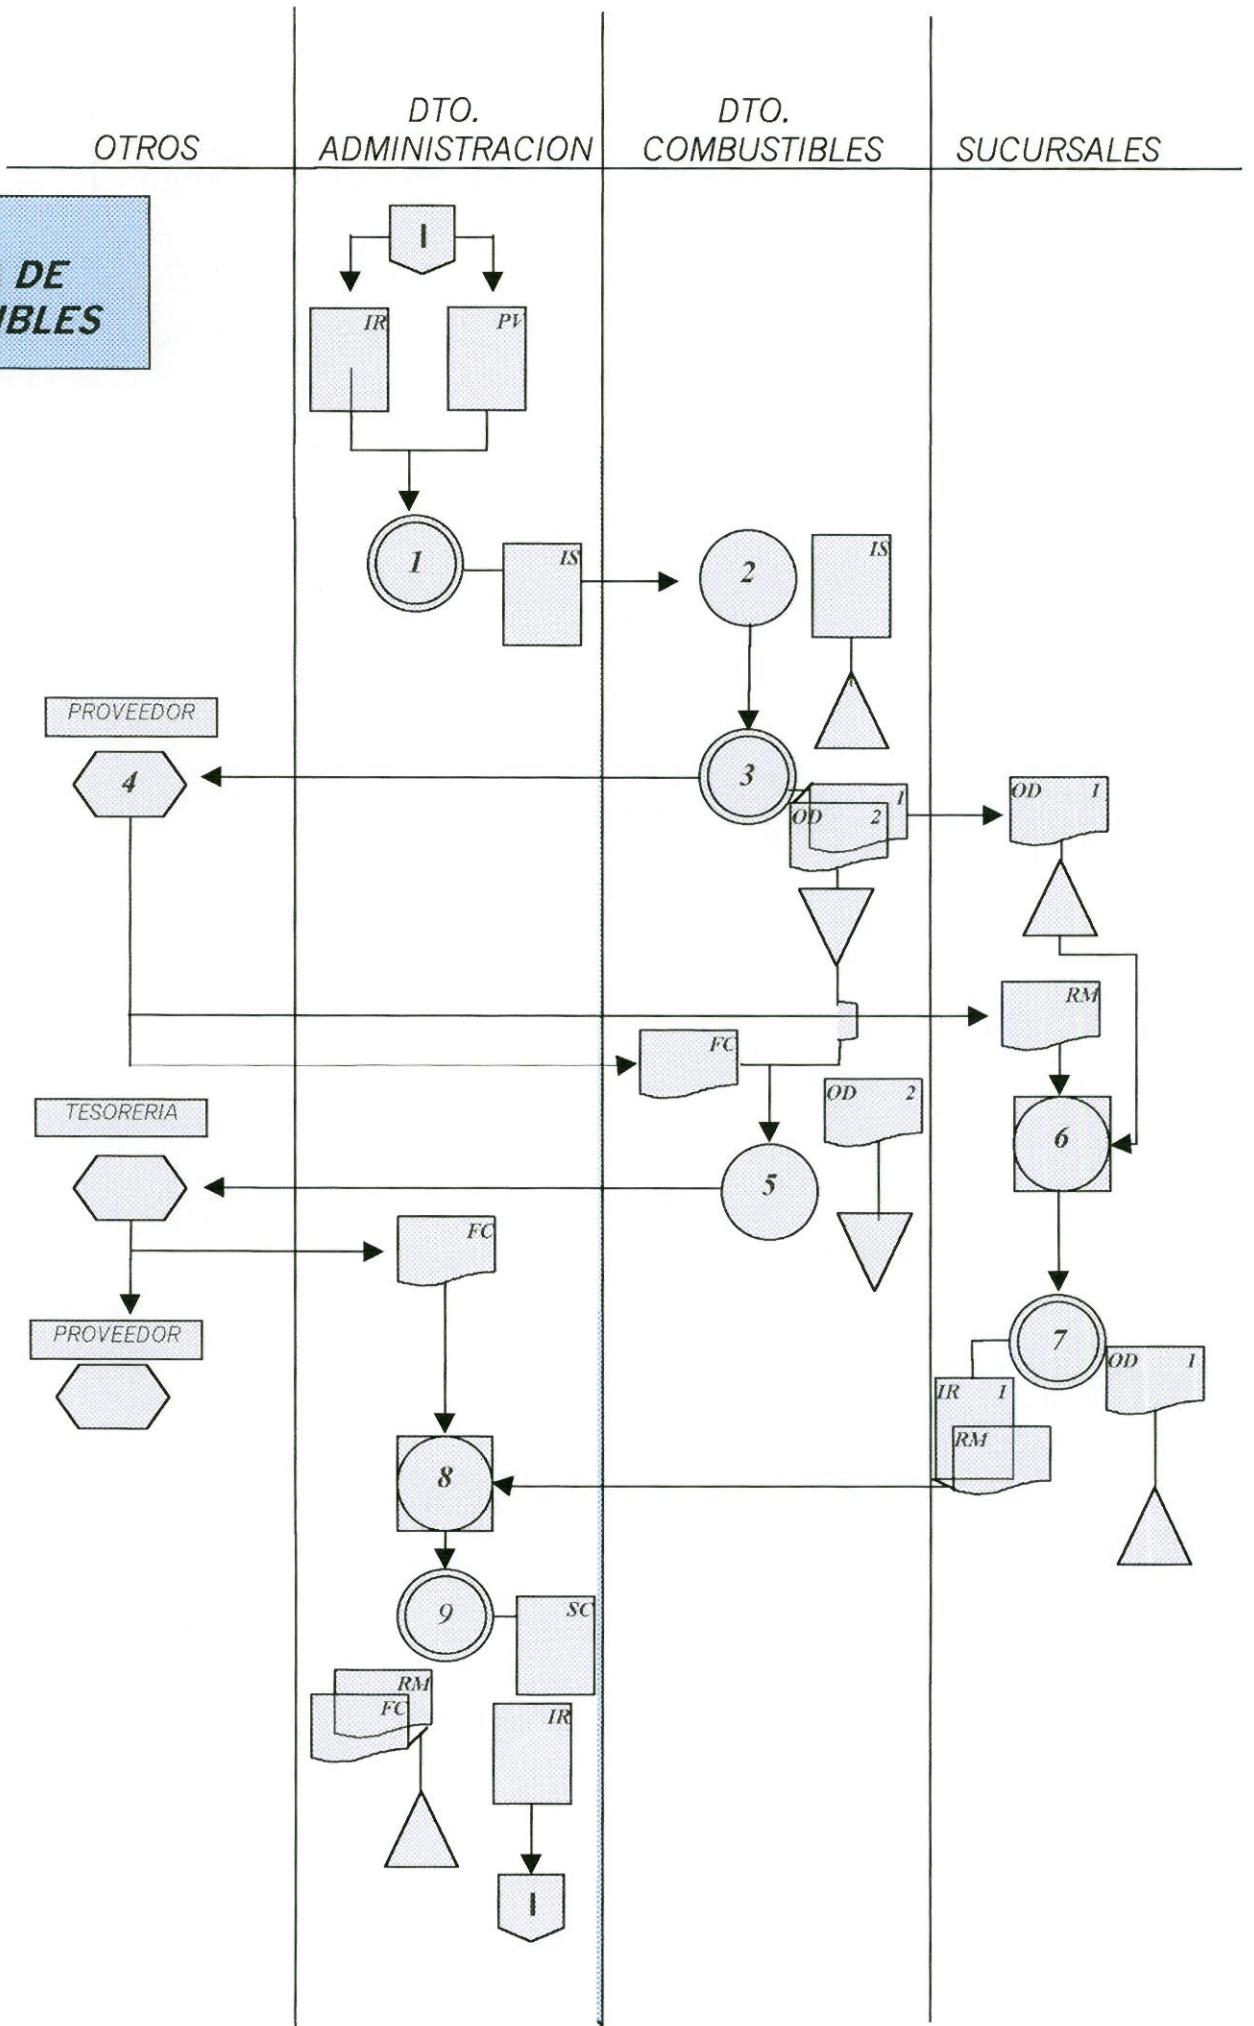 OTROS
DTO.
ADMINISTRACION
DTO.
COMBUSTIBLES
SUCURSALES
DE
IBLES
I
IR
PV
1
IS
2
IS
PROVEEDOR
4
3
1
OD 2
OD 1
RM
FC
OD 2
TESORERIA
6
5
FC
PROVEEDOR
7
OD 1
IR 1
RM
8
9
SC
RM
FC
IR
I